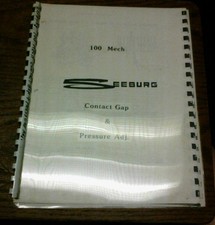 100 Mech
SEEBURG
Contact Gap
&
Pressure Adj.